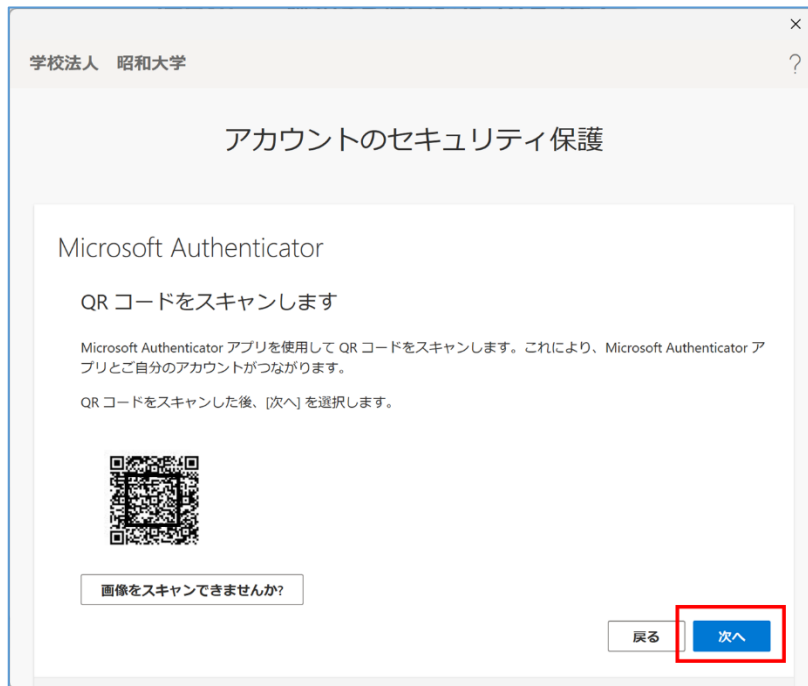 学校法人　昭和大学
?
アカウントのセキュリティ保護
Microsoft Authenticator
QR コードをスキャンします
Microsoft Authenticator アプリを使用して QR コードをスキャンします。これにより、Microsoft Authenticator ア
プリとご自分のアカウントがつながります。
QR コードをスキャンした後、[次へ] を選択します。
画像をスキャンできませんか?
戻る 次へ